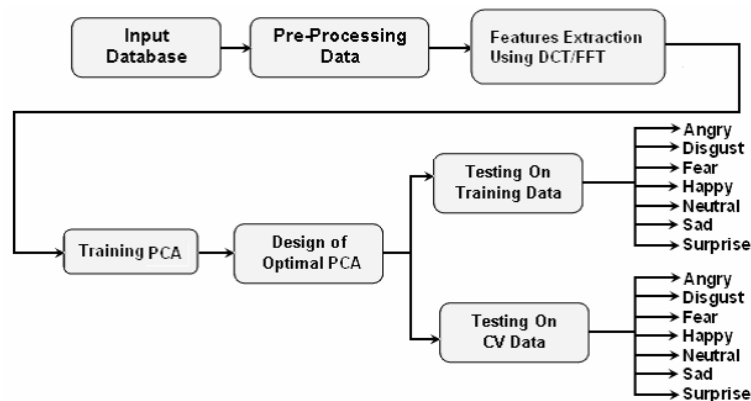 Input
Database
Pre-Processing
Data
Features Extraction
Using DCT/FFT
Training PCA
Design of
Optimal PCA
Testing On
Training Data
Angry
Disgust
Fear
Happy
Neutral
Sad
Surprise
Testing On
CV Data
Angry
Disgust
Fear
Happy
Neutral
Sad
Surprise